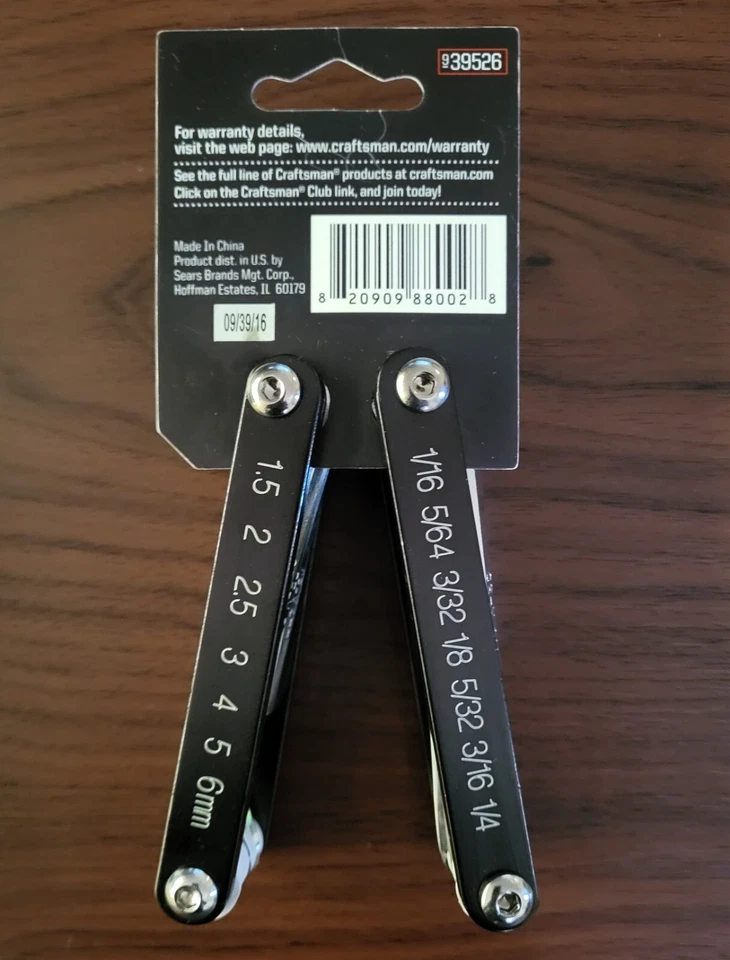 9 39526
For warranty details,
visit the web page: www.craftsman.com/warranty
See the full line of Craftsman® products at craftsman.com
Click on the Craftsman® Club link, and join today!
Made In China
Product dist. in U.S. by
Sears Brands Mgt. Corp.,
Hoffman Estates, IL 60179
8 20909 88002 8
09/39/16
1.5 2 2.5 3 4 5 6mm
1/16 5/64 3/32 1/8 5/32 3/16 1/4